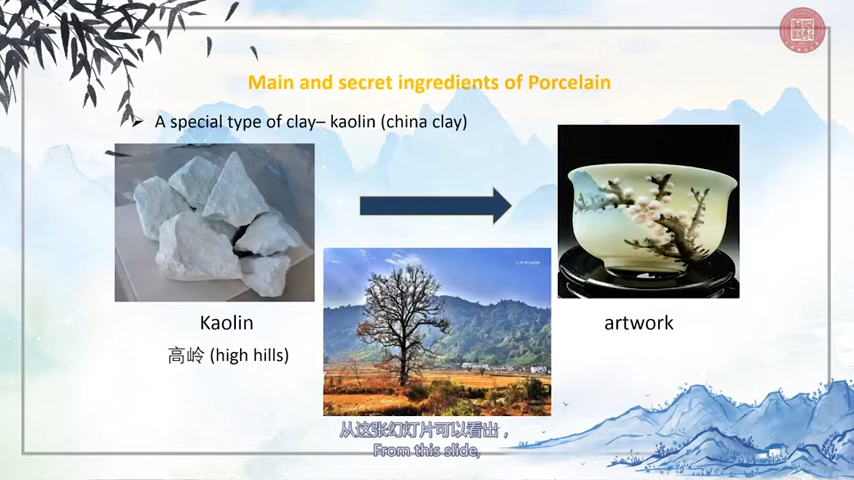 Main and secret ingredients of Porcelain
➢ A special type of clay– kaolin (china clay)
Kaolin
高岭 (high hills)
artwork
从这张幻灯片可以看出，
From this slide,